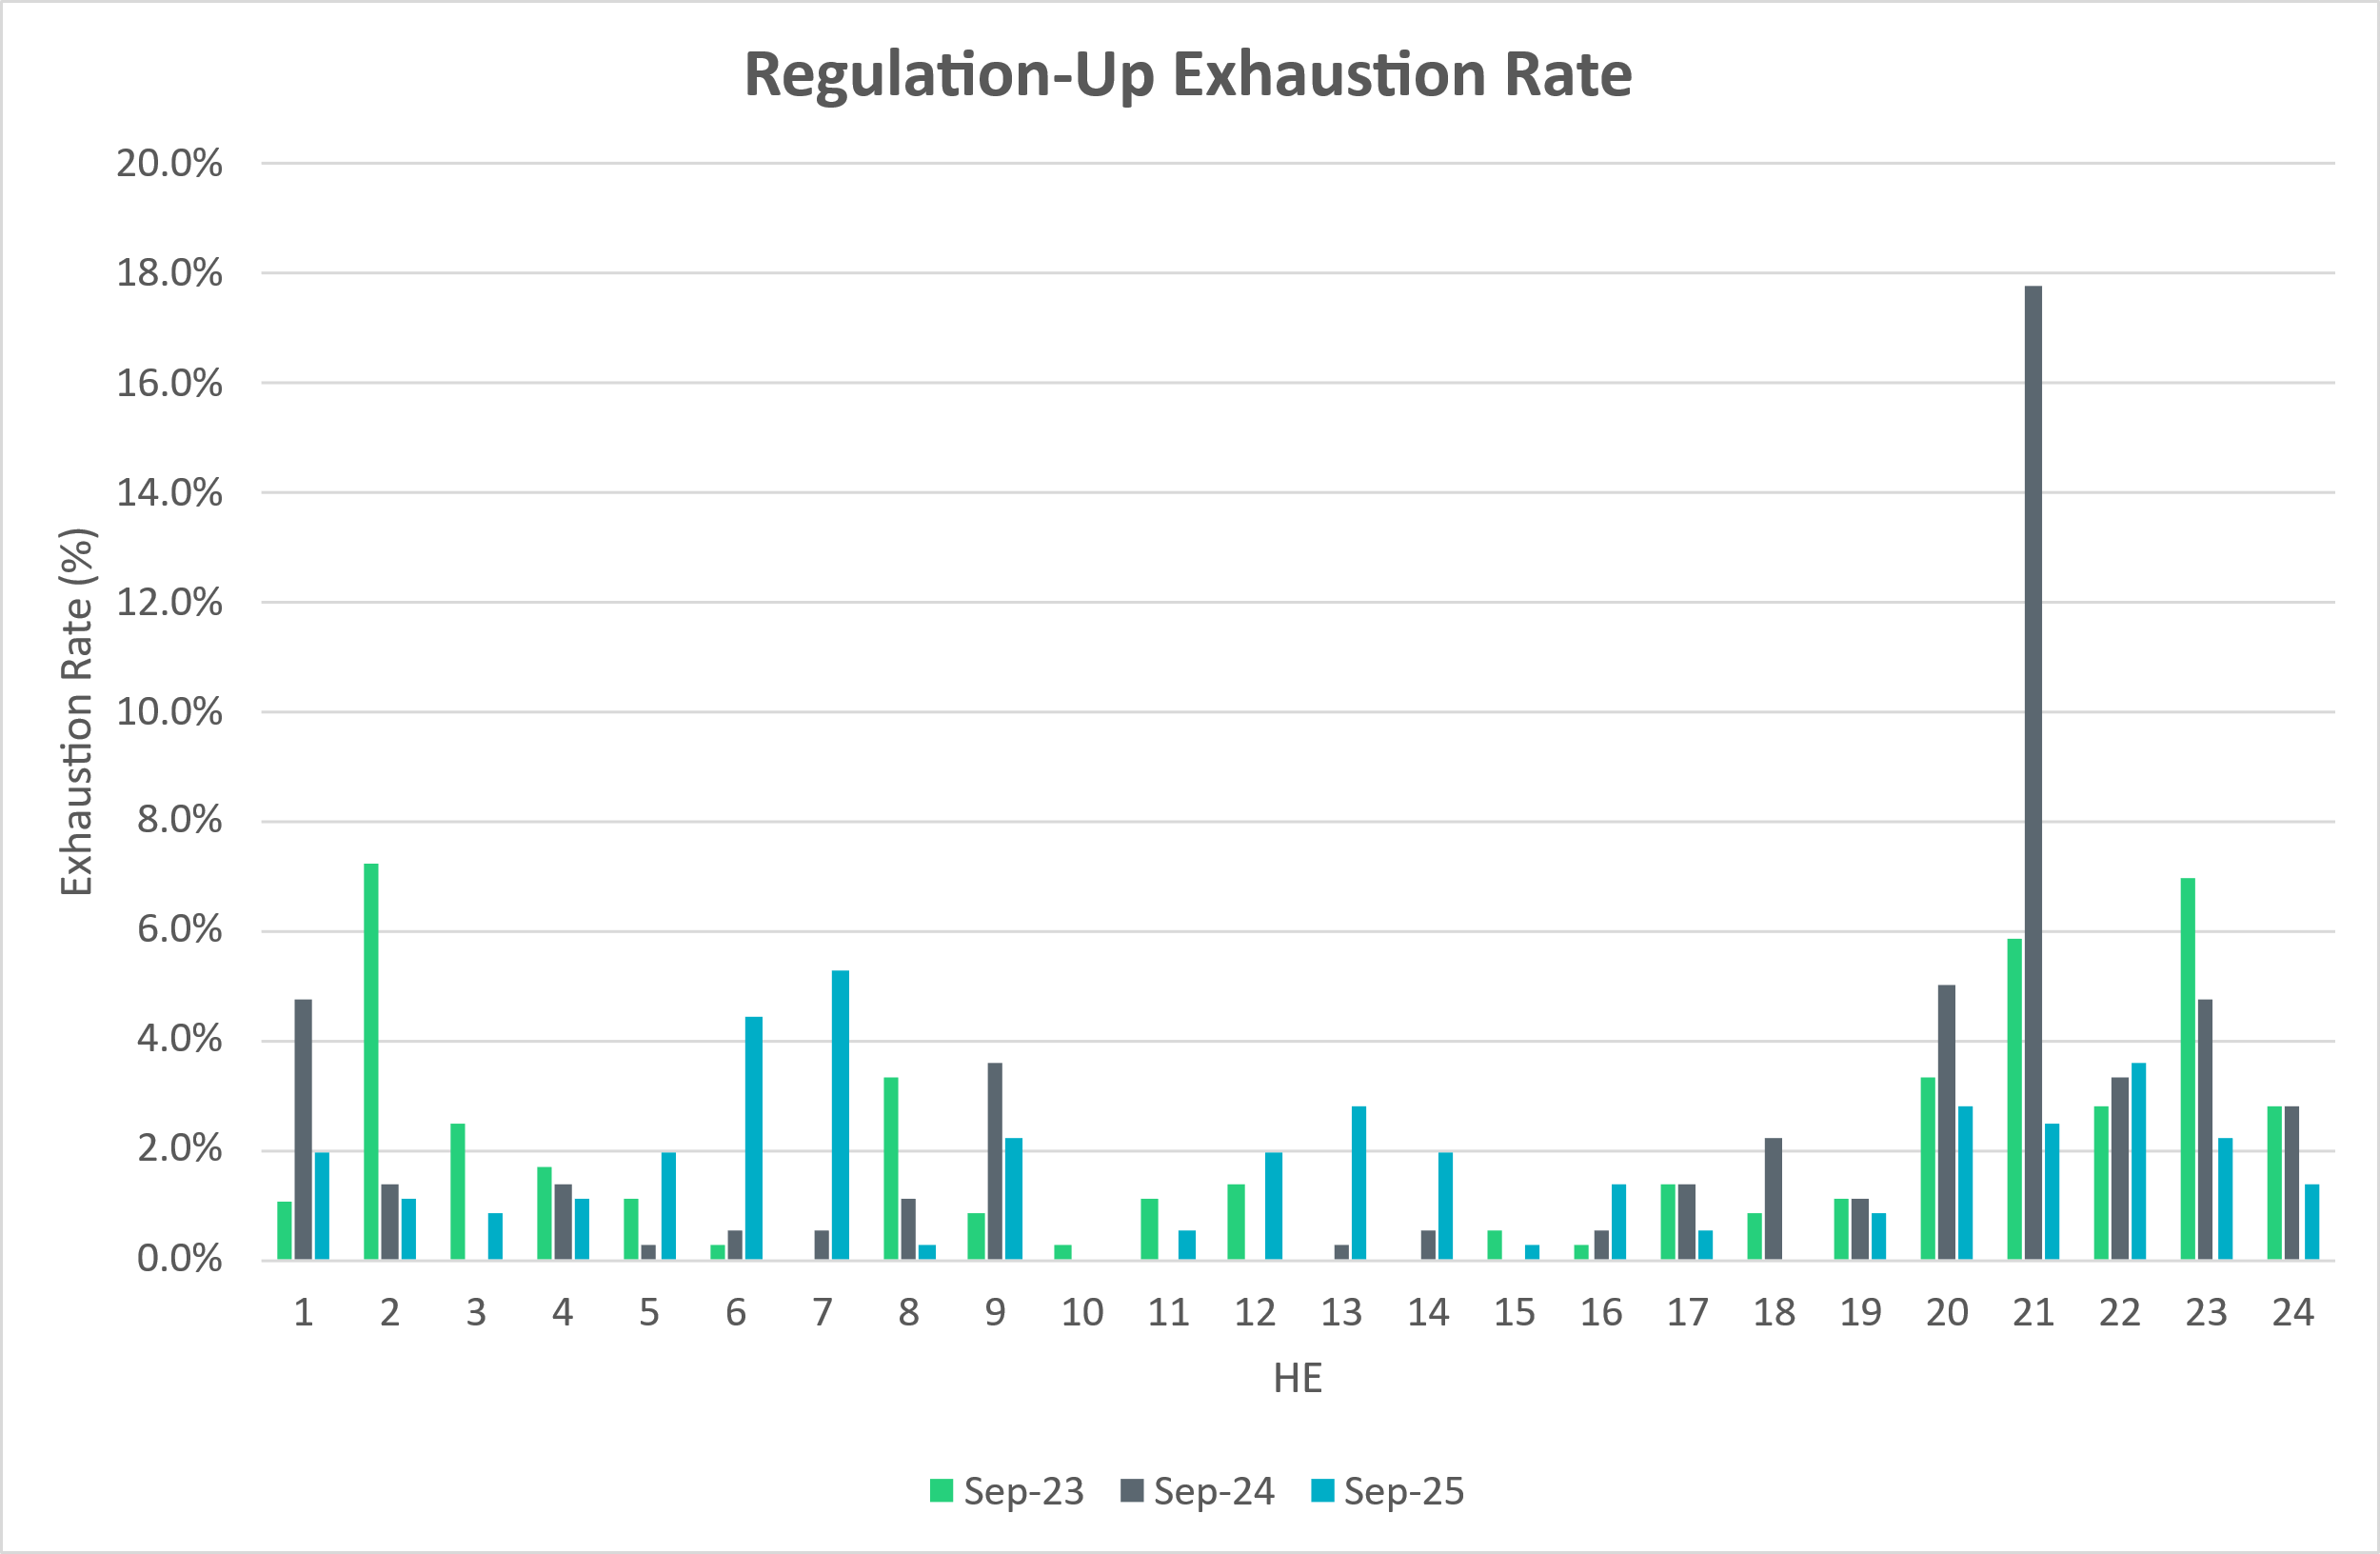 Regulation-Up Exhaustion Rate
20.0%
18.0%
16.0%
14.0%
12.0%
10.0%
8.0%
6.0%
4.0%
2.0%
0.0%
Exhaustion Rate (%)
1 2 3 4 5 6 7 8 9 10 11 12 13 14 15 16 17 18 19 20 21 22 23 24
HE
Sep-23 Sep-24 Sep-25